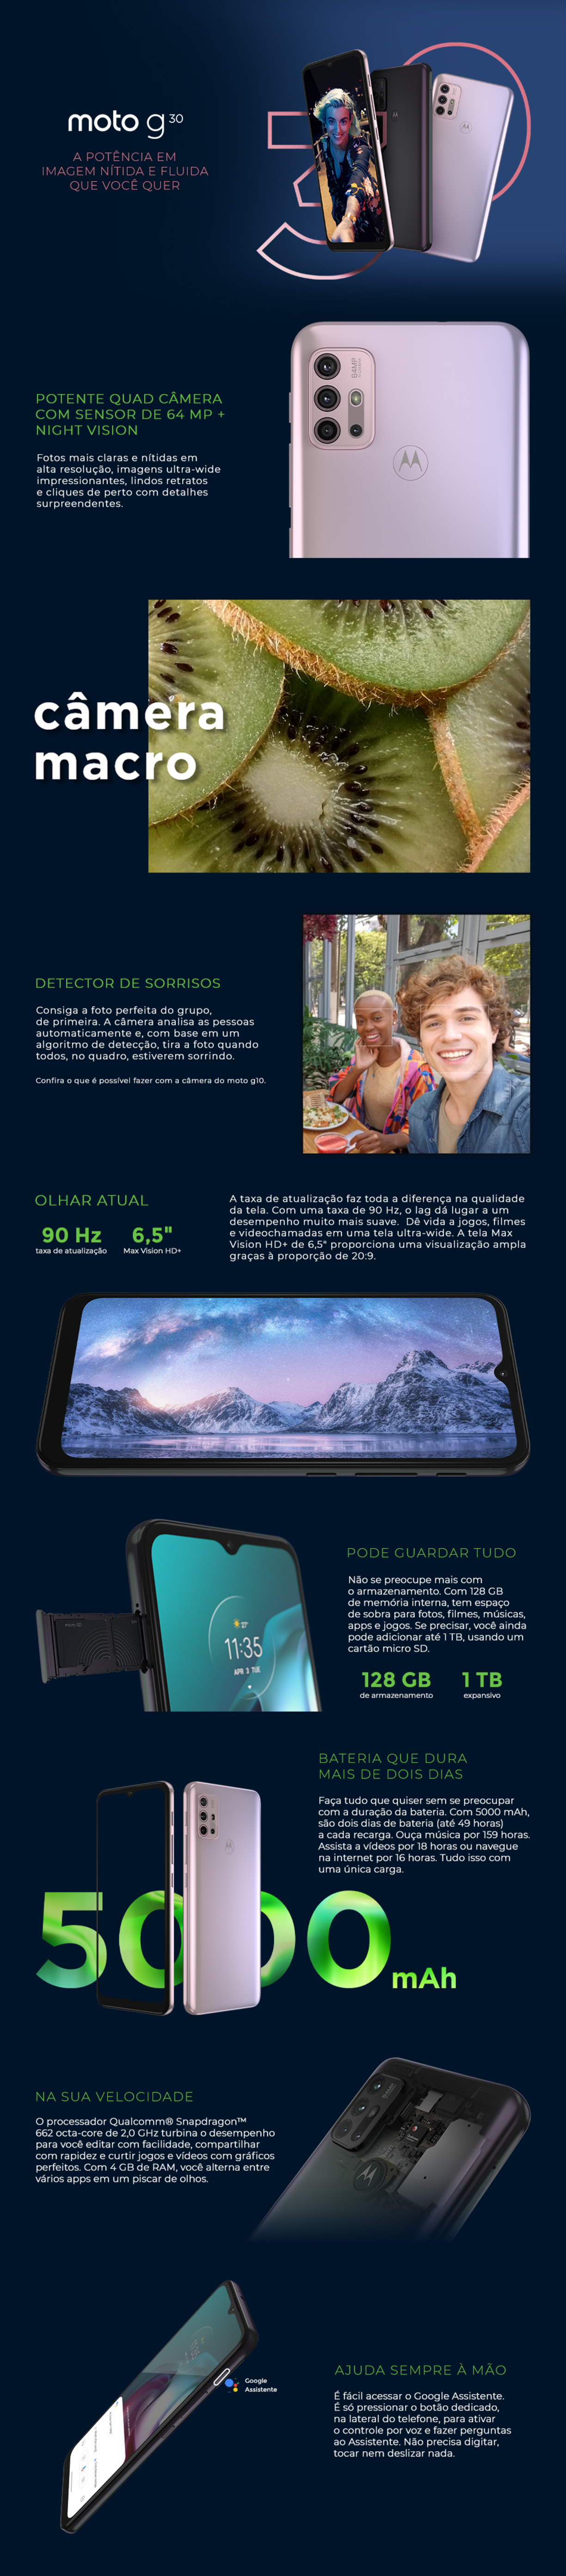 moto g 30
A POTÊNCIA EM
IMAGEM NÍTIDA E FLUIDA
QUE VOCÊ QUER
64MP
POTENTE QUAD CÂMERA
COM SENSOR DE 64 MP +
NIGHT VISION
Fotos mais claras e nítidas em
alta resolução, imagens ultra-wide
impressionantes, lindos retratos
e cliques de perto com detalhes
surpreendentes.
câmera
macro
DETECTOR DE SORRISOS
Consiga a foto perfeita do grupo,
de primeira. A câmera analisa as pessoas
automaticamente e, com base em um
algoritmo de detecção, tira a foto quando
todos, no quadro, estiverem sorrindo.
Confira o que é possível fazer com a câmera do moto g10.
OLHAR ATUAL
90 Hz 6,5"
taxa de atualização Max Vision HD+
A taxa de atualização faz toda a diferença na qualidade
da tela. Com uma taxa de 90 Hz, o lag dá lugar a um
desempenho muito mais suave. Dê vida a jogos, filmes
e videochamadas em uma tela ultra-wide. A tela Max
Vision HD+ de 6,5" proporciona uma visualização ampla
graças à proporção de 20:9.
11:35
APR 3 TUE
PODE GUARDAR TUDO
Não se preocupe mais com
o armazenamento. Com 128 GB
de memória interna, tem espaço
de sobra para fotos, filmes, músicas,
apps e jogos. Se precisar, você ainda
pode adicionar até 1 TB, usando um
cartão micro SD.
128 GB 1 TB
de armazenamento expansivo
BATERIA QUE DURA
MAIS DE DOIS DIAS
Faça tudo que quiser sem se preocupar
com a duração da bateria. Com 5000 mAh,
são dois dias de bateria (até 49 horas)
a cada recarga. Ouça música por 159 horas.
Assista a vídeos por 18 horas ou navegue
na internet por 16 horas. Tudo isso com
uma única carga.
5000 mAh
NA SUA VELOCIDADE
O processador Qualcomm® Snapdragon™
662 octa-core de 2,0 GHz turbina o desempenho
para você editar com facilidade, compartilhar
com rapidez e curtir jogos e vídeos com gráficos
perfeitos. Com 4 GB de RAM, você alterna entre
vários apps em um piscar de olhos.
Google
Assistente
AJUDA SEMPRE À MÃO
É fácil acessar o Google Assistente.
É só pressionar o botão dedicado,
na lateral do telefone, para ativar
o controle por voz e fazer perguntas
ao Assistente. Não precisa digitar,
tocar nem deslizar nada.